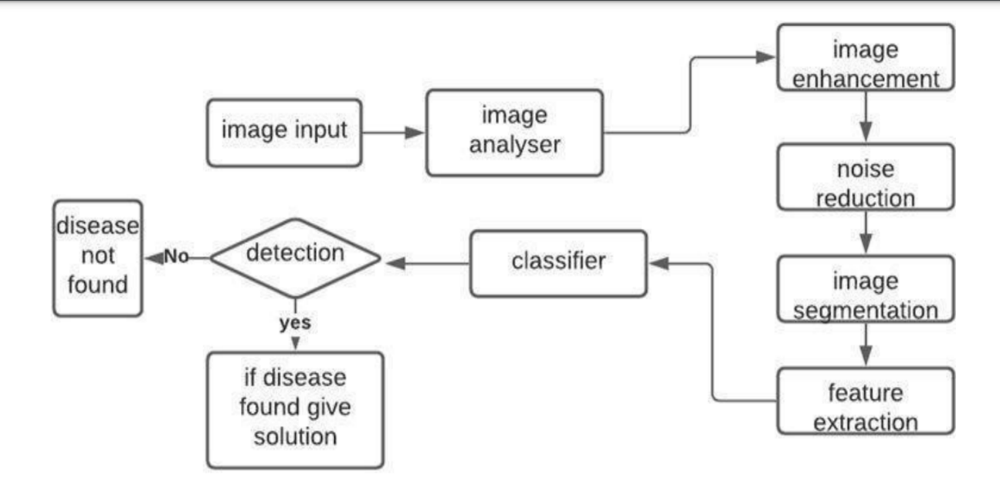 image input
image
analyser
image
enhancement
noise
reduction
image
segmentation
feature
extraction
classifier
detection
No
disease
not
found
yes
if disease
found give
solution